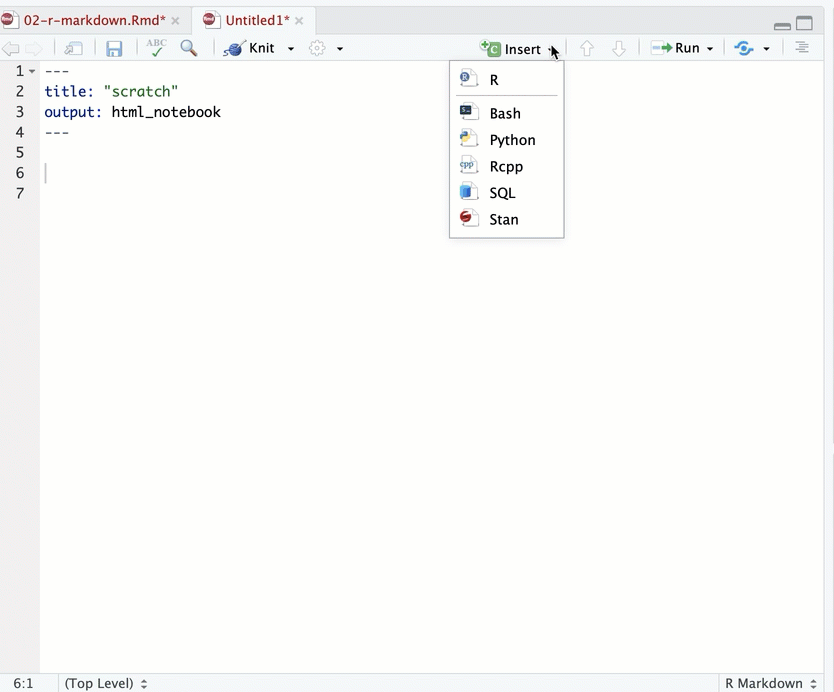 02-r-markdown.Rmd* Untitled1*
ABC Knit Insert Run
1 ---
2 title: "scratch"
3 output: html_notebook
4 ---
5
6
7
R
Bash
Python
Rcpp
SQL
Stan
6:1 (Top Level) R Markdown